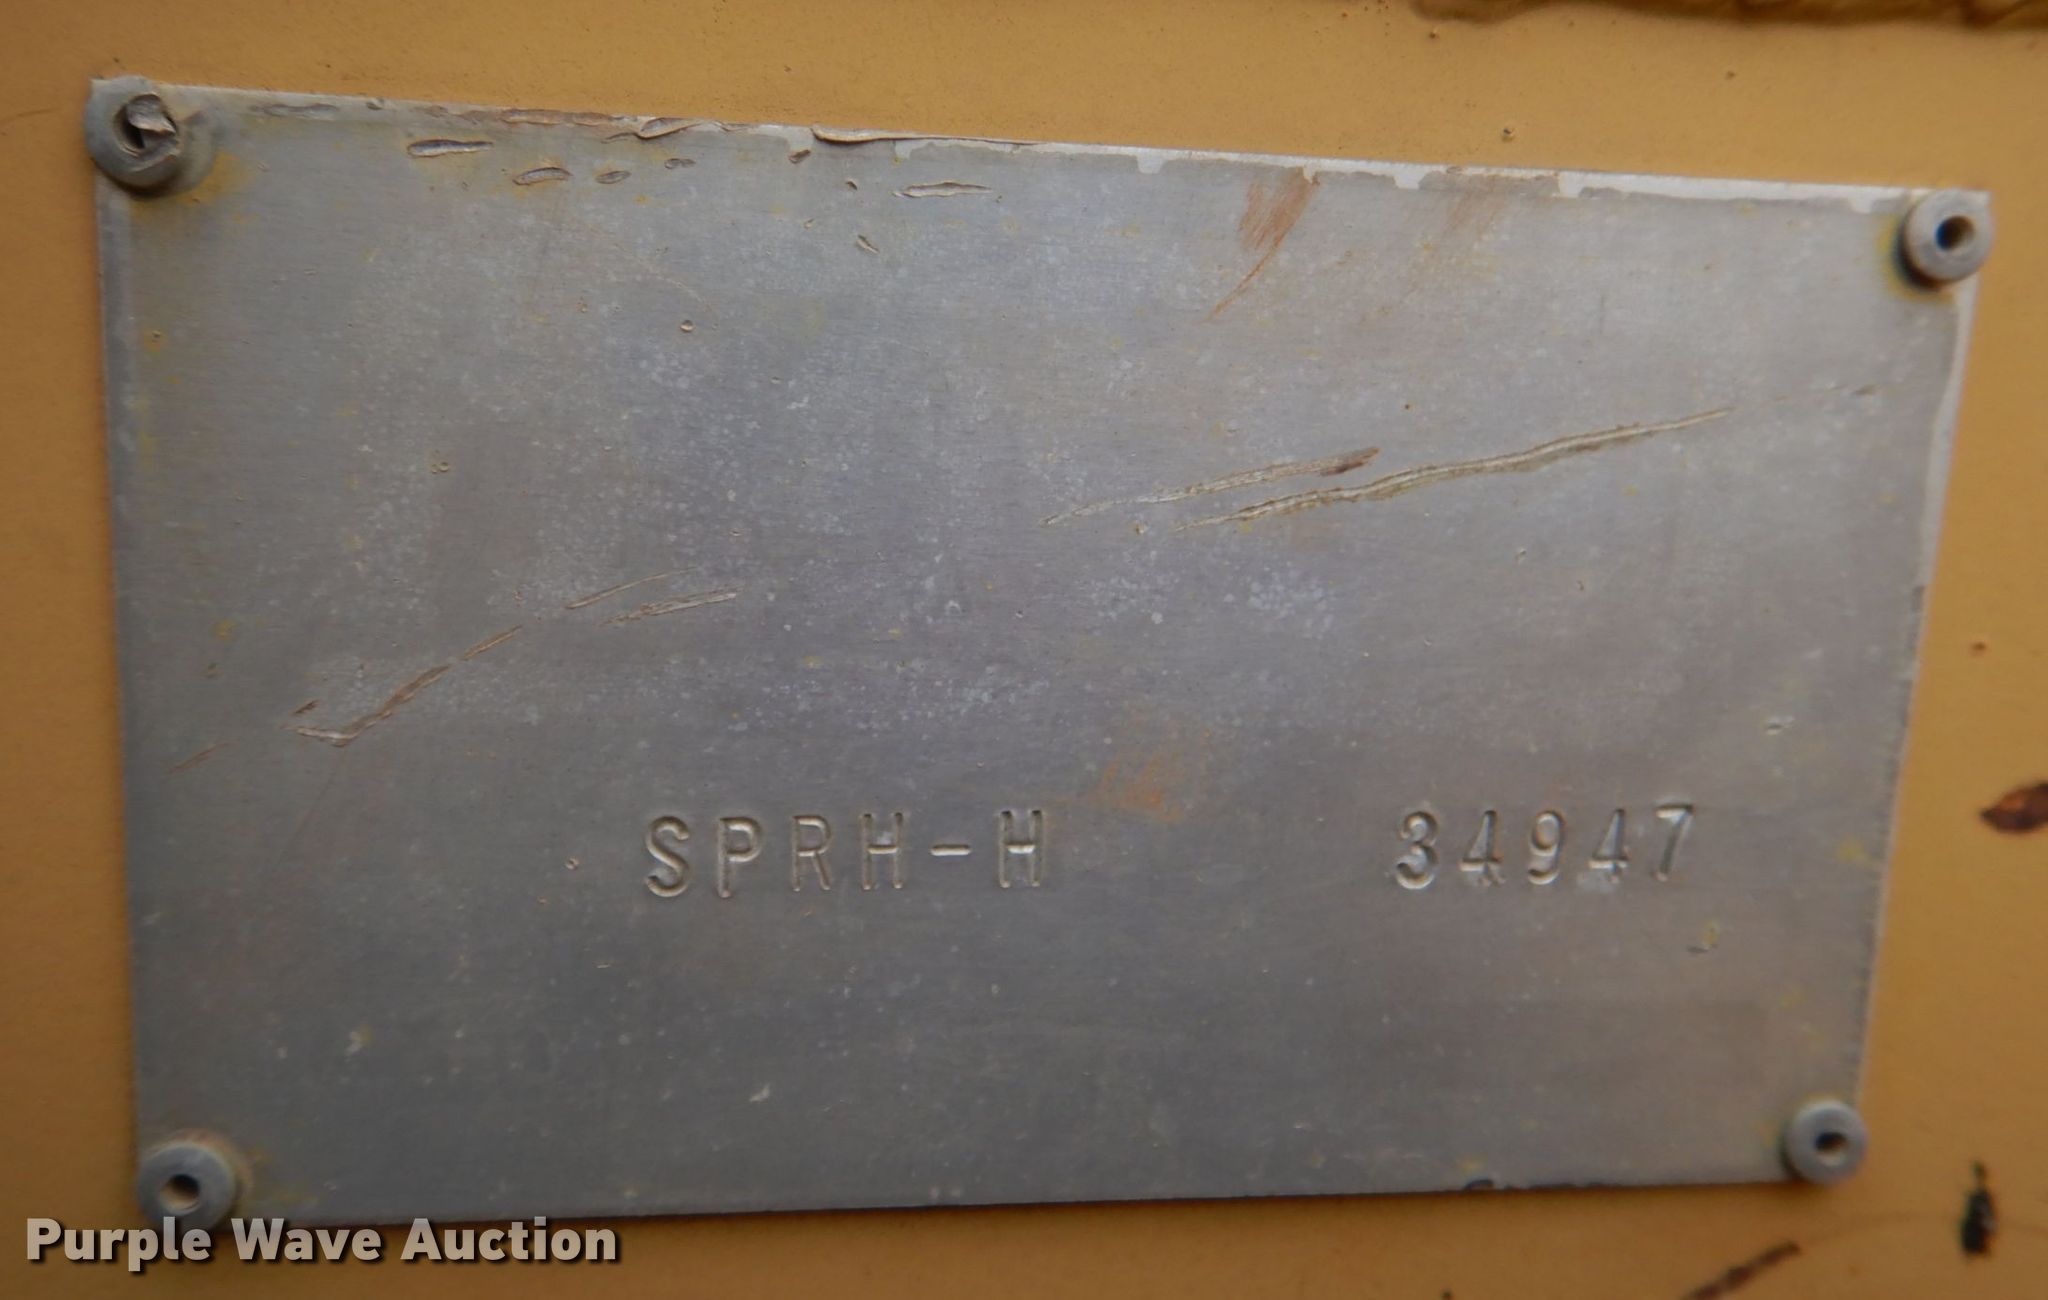 SPRH-H 34947
Purple Wave Auction